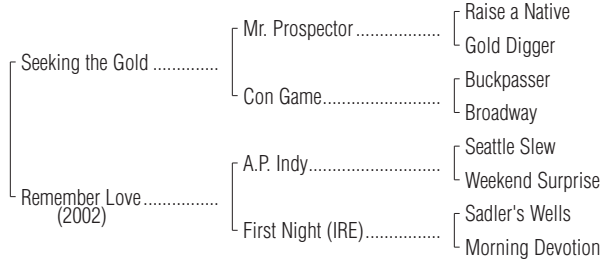 Raise a Native
Mr. Prospector ..................
Gold Digger
Seeking the Gold ..............
Buckpasser
Con Game.........................
Broadway
Seattle Slew
A.P. Indy............................
Weekend Surprise
Remember Love ................
(2002)
Sadler's Wells
First Night (IRE)................
Morning Devotion